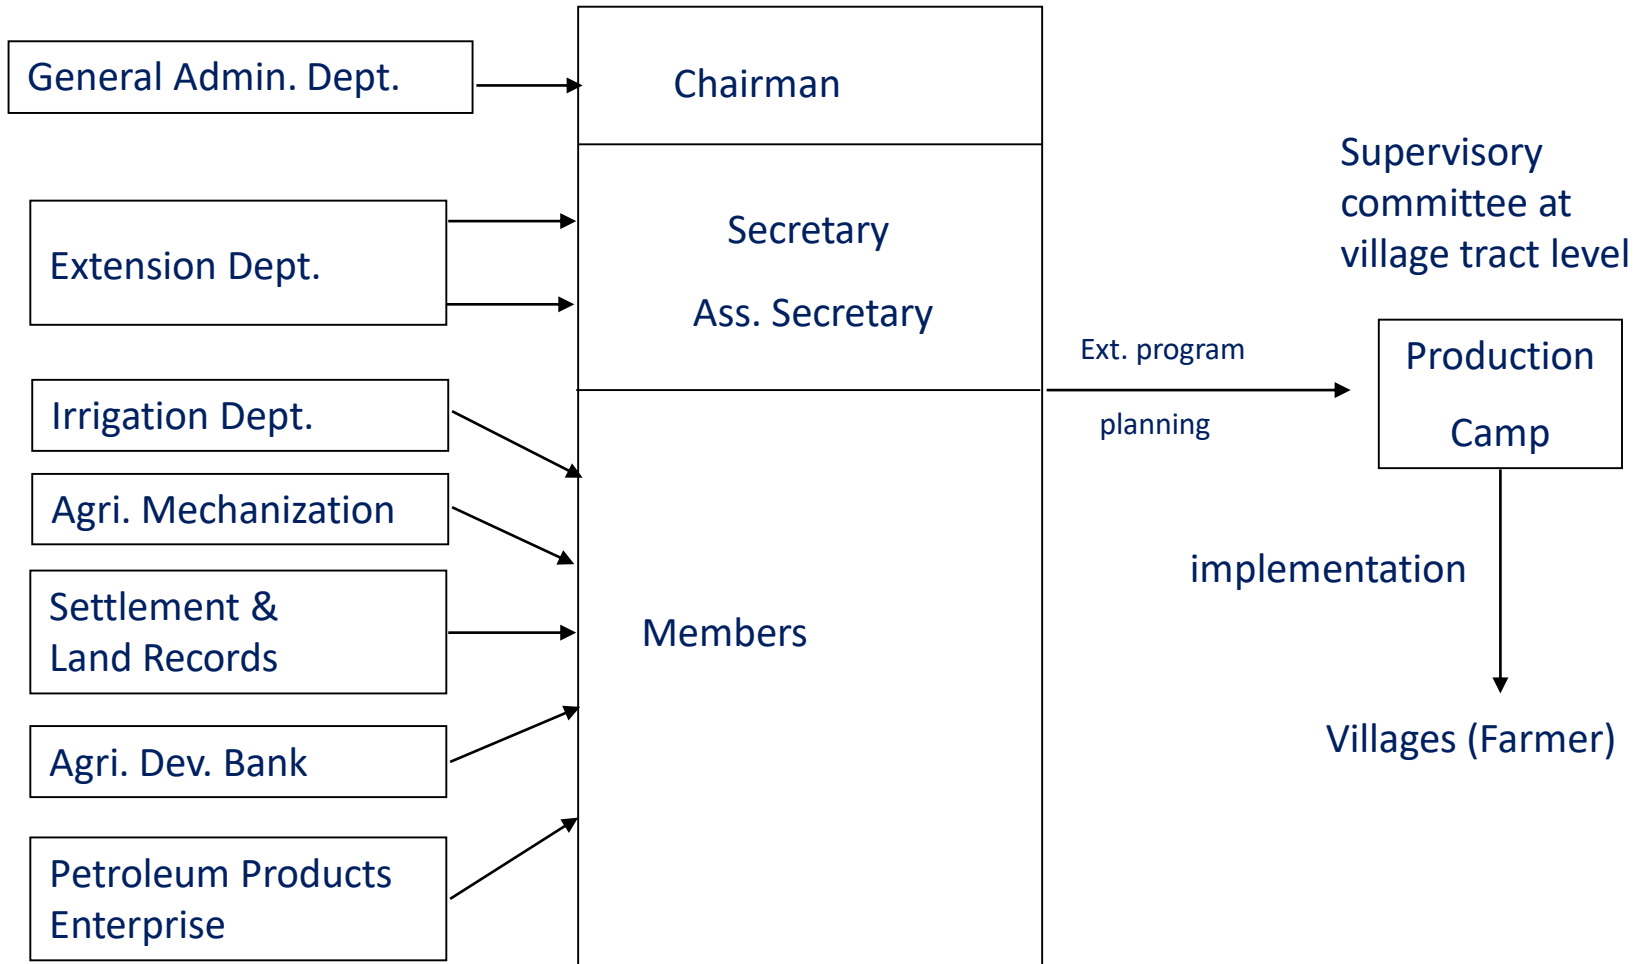 General Admin. Dept.
Chairman
Extension Dept.
Secretary
Ass. Secretary
Irrigation Dept.
Agri. Mechanization
Settlement &
Land Records
Agri. Dev. Bank
Petroleum Products
Enterprise
Members
Ext. program
planning
Supervisory
committee at
village tract level
Production
Camp
implementation
Villages (Farmer)